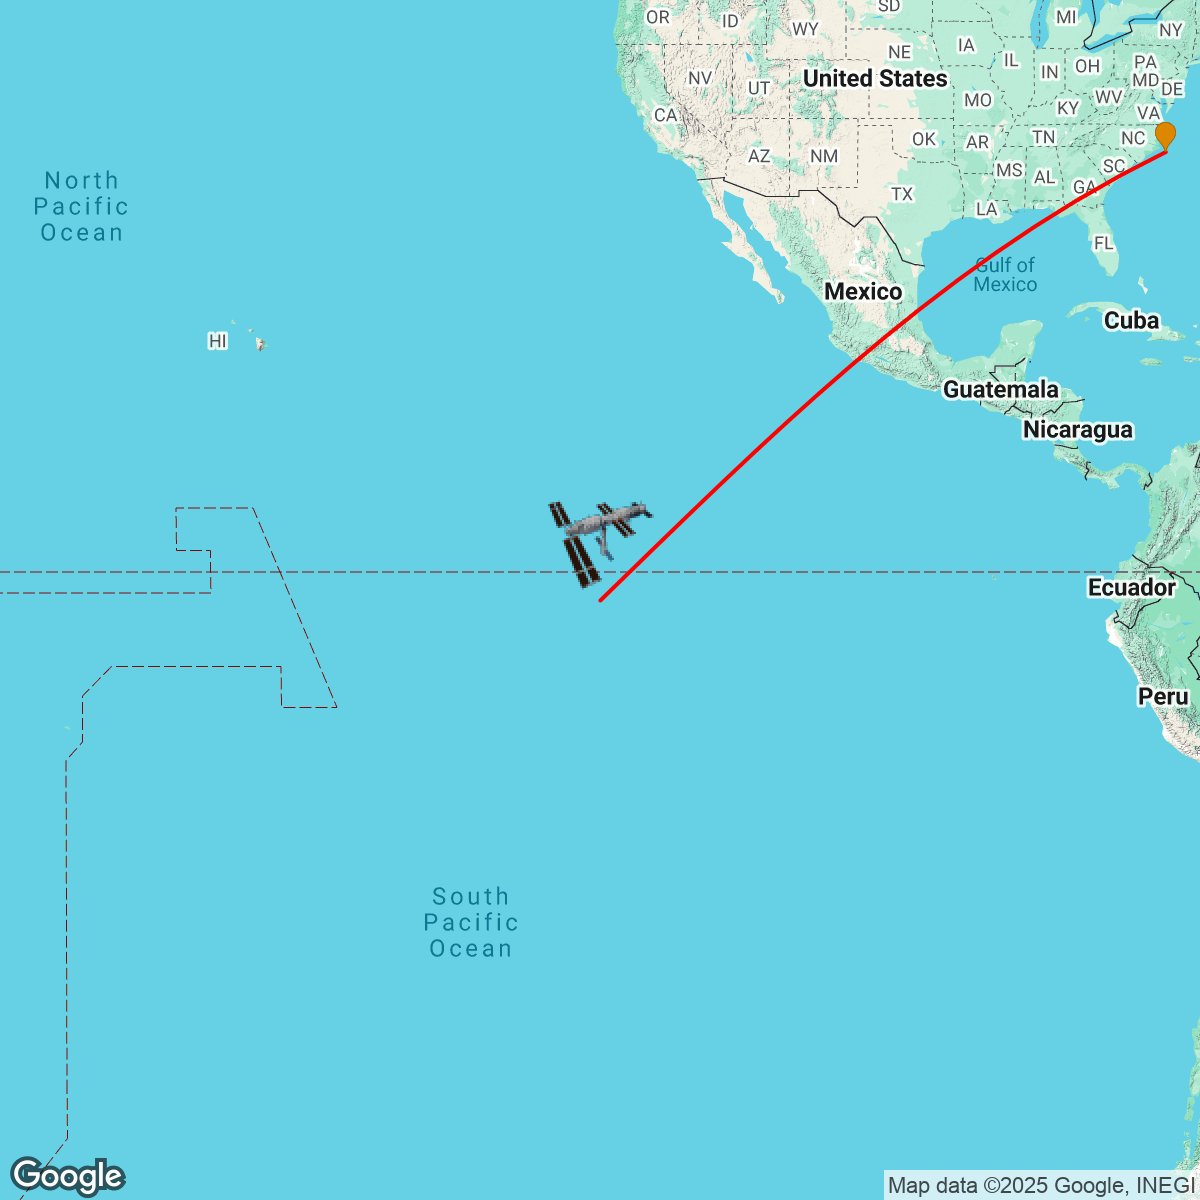 OR
ID
WY
SD
MI
NY
NE
IA
IL
IN
OH
PA
MD
DE
NV
UT
United States
MO
KY
WV
VA
CA
AZ
NM
OK
AR
TN
NC
MS
AL
GA
SC
TX
LA
FL
North
Pacific
Ocean
Gulf of
Mexico
Mexico
Cuba
HI
Guatemala
Nicaragua
Ecuador
Peru
South
Pacific
Ocean
Google
Map data ©2025 Google, INEGI